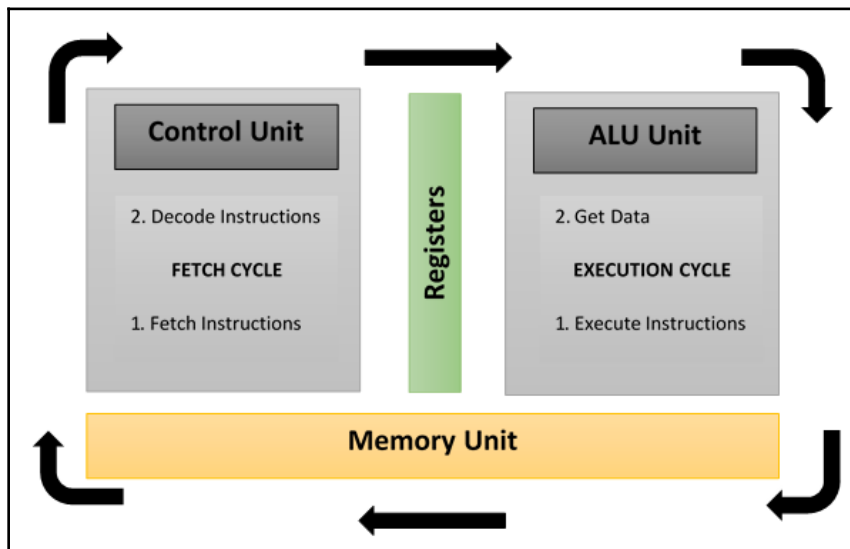 Control Unit
2. Decode Instructions
FETCH CYCLE
1. Fetch Instructions
Registers
ALU Unit
2. Get Data
EXECUTION CYCLE
1. Execute Instructions
Memory Unit